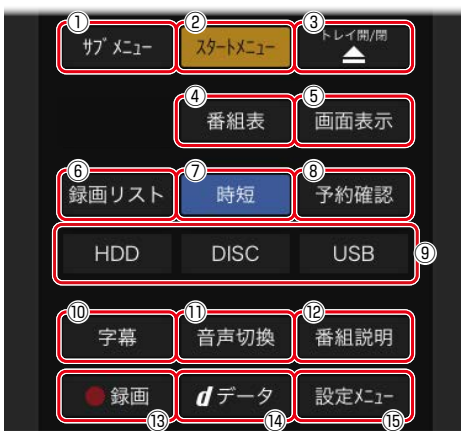 ① ② ③
サブメニュー スタートメニュー トレイ開/閉
④ ⑤
番組表 画面表示
⑥ ⑦ ⑧
録画リスト 時短 予約確認
HDD DISC USB ⑨
⑩ ⑪ ⑫
字幕 音声切換 番組説明
録画 dデータ 設定メニュー
⑬ ⑭ ⑮